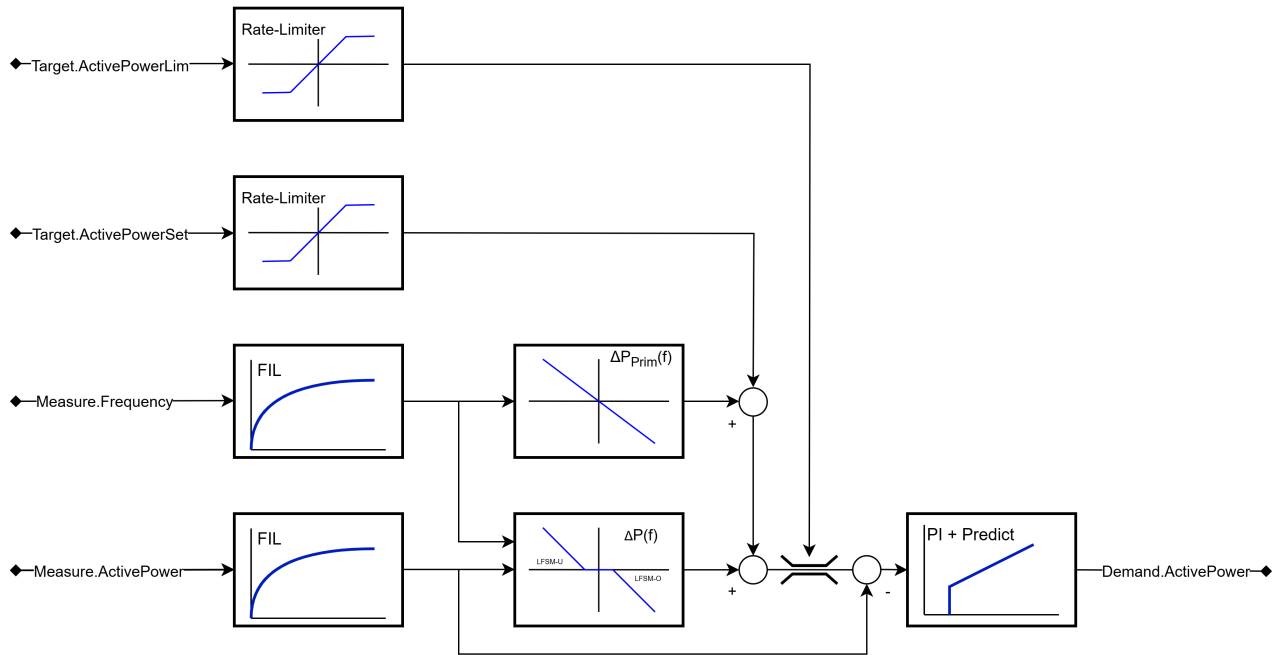 Rate-Limiter
Target.ActivePowerLim
Rate-Limiter
Target.ActivePowerSet
FIL
ΔP_Prim(f)
Measure.Frequency
+
FIL
ΔP(f)
PI + Predict
LFSM-U
LFSM-O
Measure.ActivePower
Demand.ActivePower
+
-